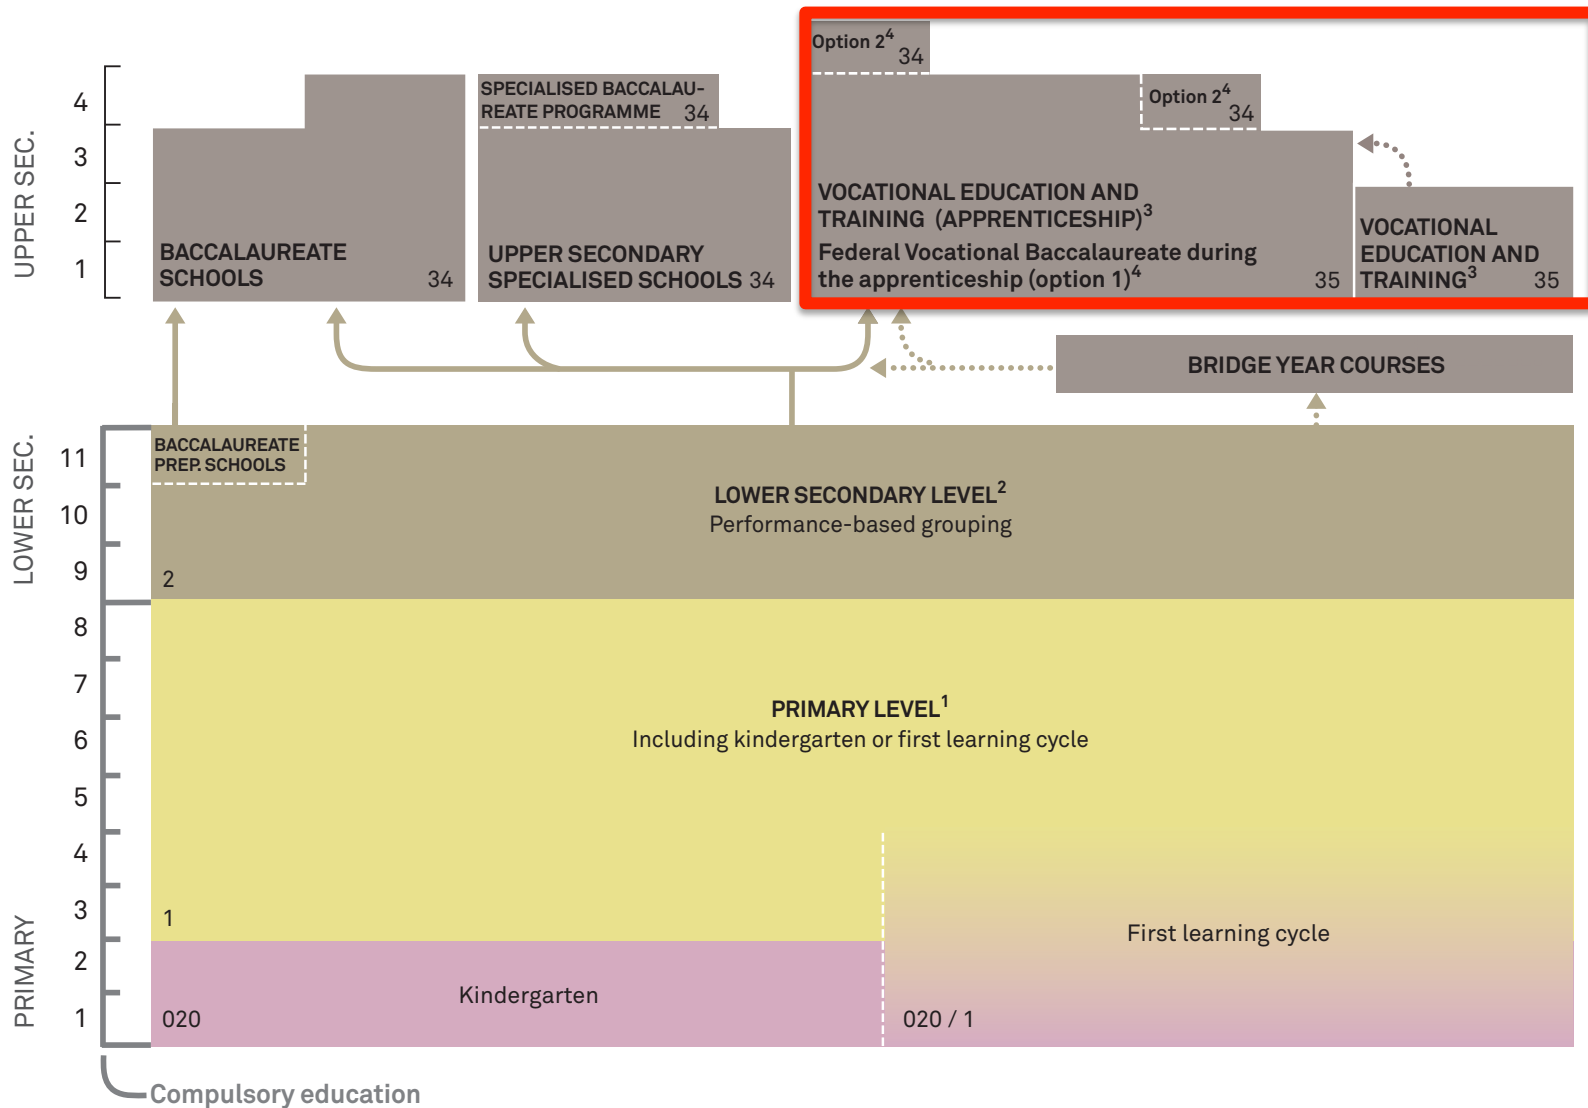 UPPER SEC.
4
3
2
1
BACCALAUREATE
SCHOOLS
34
SPECIALISED BACCALAU-
REATE PROGRAMME 34
UPPER SECONDARY
SPECIALISED SCHOOLS 34
Option 2⁴
34
Option 2⁴
34
VOCATIONAL EDUCATION AND
TRAINING (APPRENTICESHIP)³
Federal Vocational Baccalaureate during
the apprenticeship (option 1)⁴
35
VOCATIONAL
EDUCATION AND
TRAINING³ 35
BRIDGE YEAR COURSES
LOWER SEC.
11
10
9
BACCALAUREATE
PREP. SCHOOLS
LOWER SECONDARY LEVEL²
Performance-based grouping
2
PRIMARY
8
7
6
5
4
3
2
1
PRIMARY LEVEL¹
Including kindergarten or first learning cycle
1
First learning cycle
Kindergarten
020
020 / 1
Compulsory education